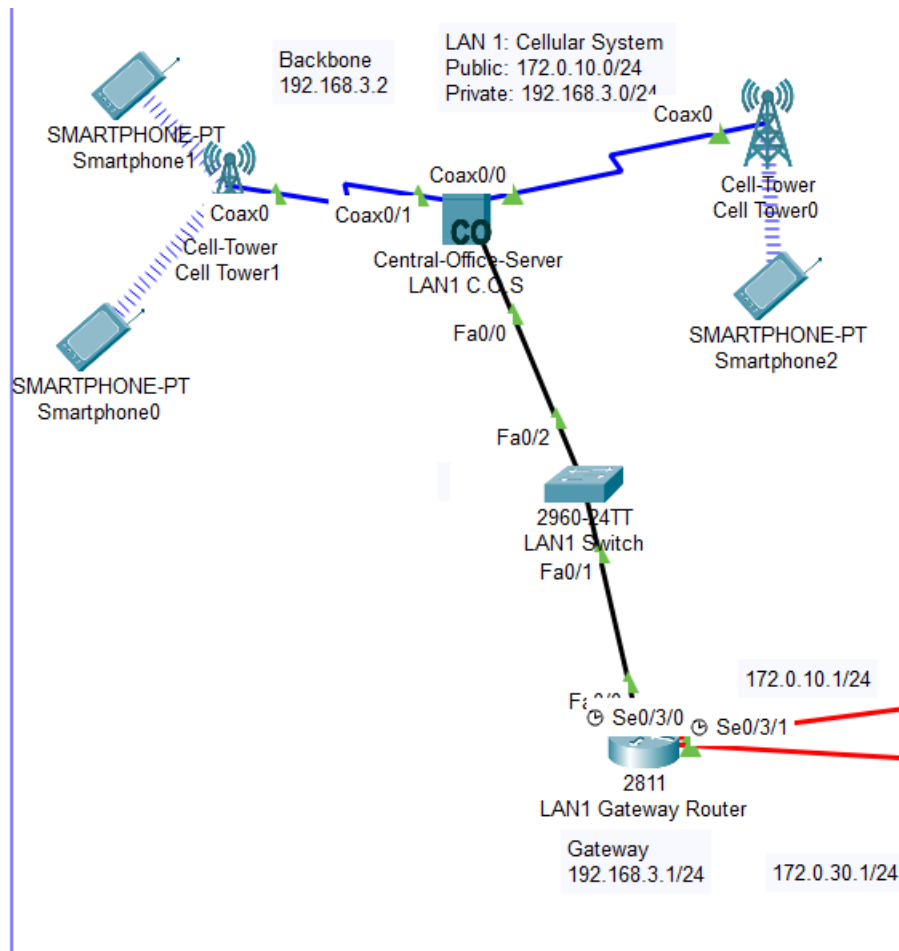 Backbone
192.168.3.2
LAN 1: Cellular System
Public: 172.0.10.0/24
Private: 192.168.3.0/24
SMARTPHONE-PT
Smartphone1
Coax0
Coax0/0
Coax0
Coax0/1
Cell-Tower
Cell Tower0
Cell-Tower
Cell Tower1
CO
Central-Office-Server
LAN1 C.O.S
Fa0/0
SMARTPHONE-PT
Smartphone2
SMARTPHONE-PT
Smartphone0
Fa0/2
2960-24TT
LAN1 Switch
Fa0/1
172.0.10.1/24
Se0/3/0
Se0/3/1
2811
LAN1 Gateway Router
Gateway
192.168.3.1/24
172.0.30.1/24